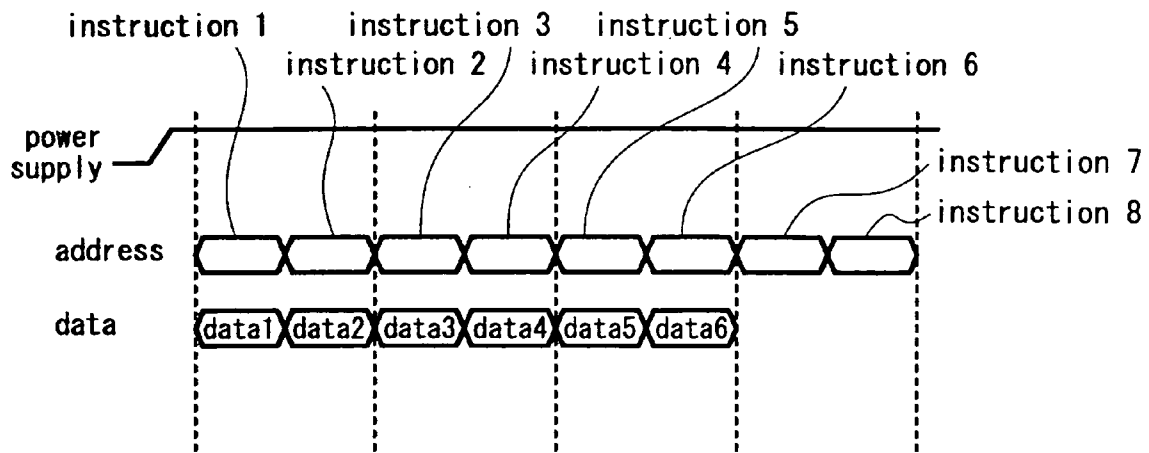 instruction 1 instruction 3 instruction 5
instruction 2 instruction 4 instruction 6
power
supply
instruction 7
instruction 8
address
data data1 data2 data3 data4 data5 data6